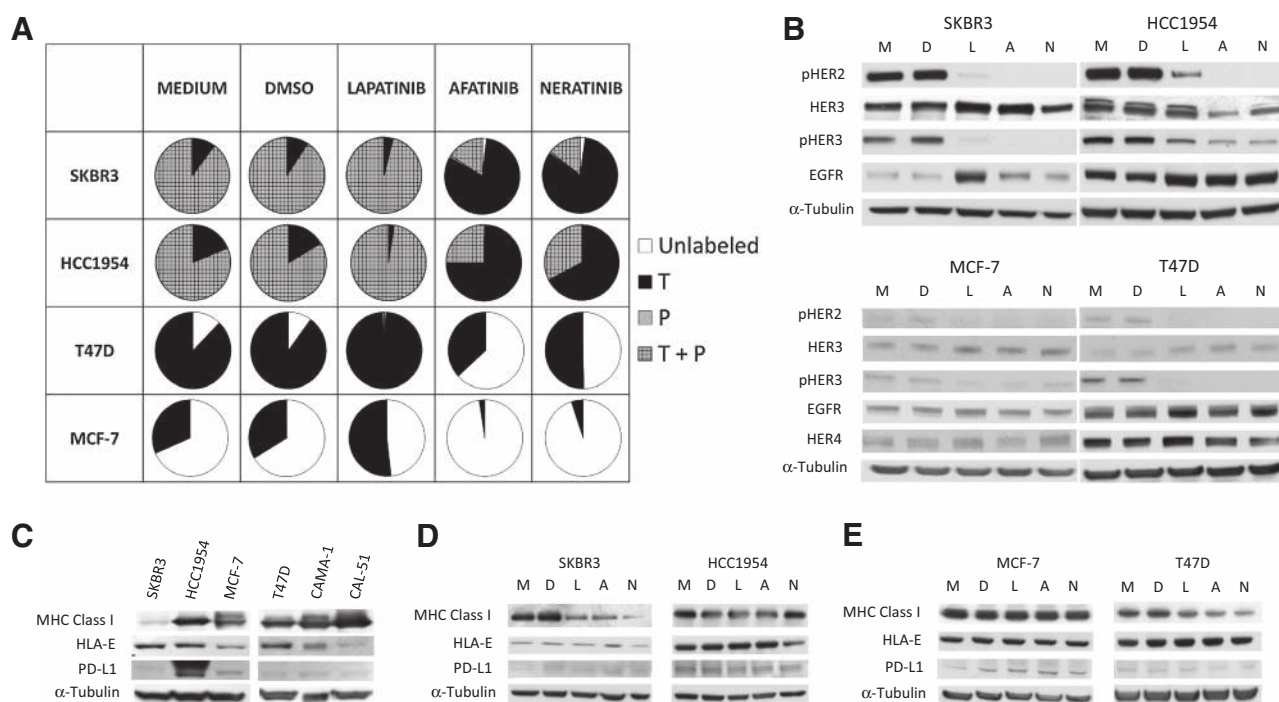 A
MEDIUM DMSO LAPATINIB AFATINIB NERATINIB
SKBR3
HCC1954
T47D
MCF-7
Unlabeled
T
P
T + P
B
SKBR3 HCC1954
M D L A N M D L A N
pHER2
HER3
pHER3
EGFR
α-Tubulin
MCF-7 T47D
M D L A N M D L A N
pHER2
HER3
pHER3
EGFR
HER4
α-Tubulin
C
SKBR3 HCC1954 MCF-7 T47D CAMA-1 CAL-51
MHC Class I
HLA-E
PD-L1
α-Tubulin
D
SKBR3 HCC1954
M D L A N M D L A N
MHC Class I
HLA-E
PD-L1
α-Tubulin
E
MCF-7 T47D
M D L A N M D L A N
MHC Class I
HLA-E
PD-L1
α-Tubulin